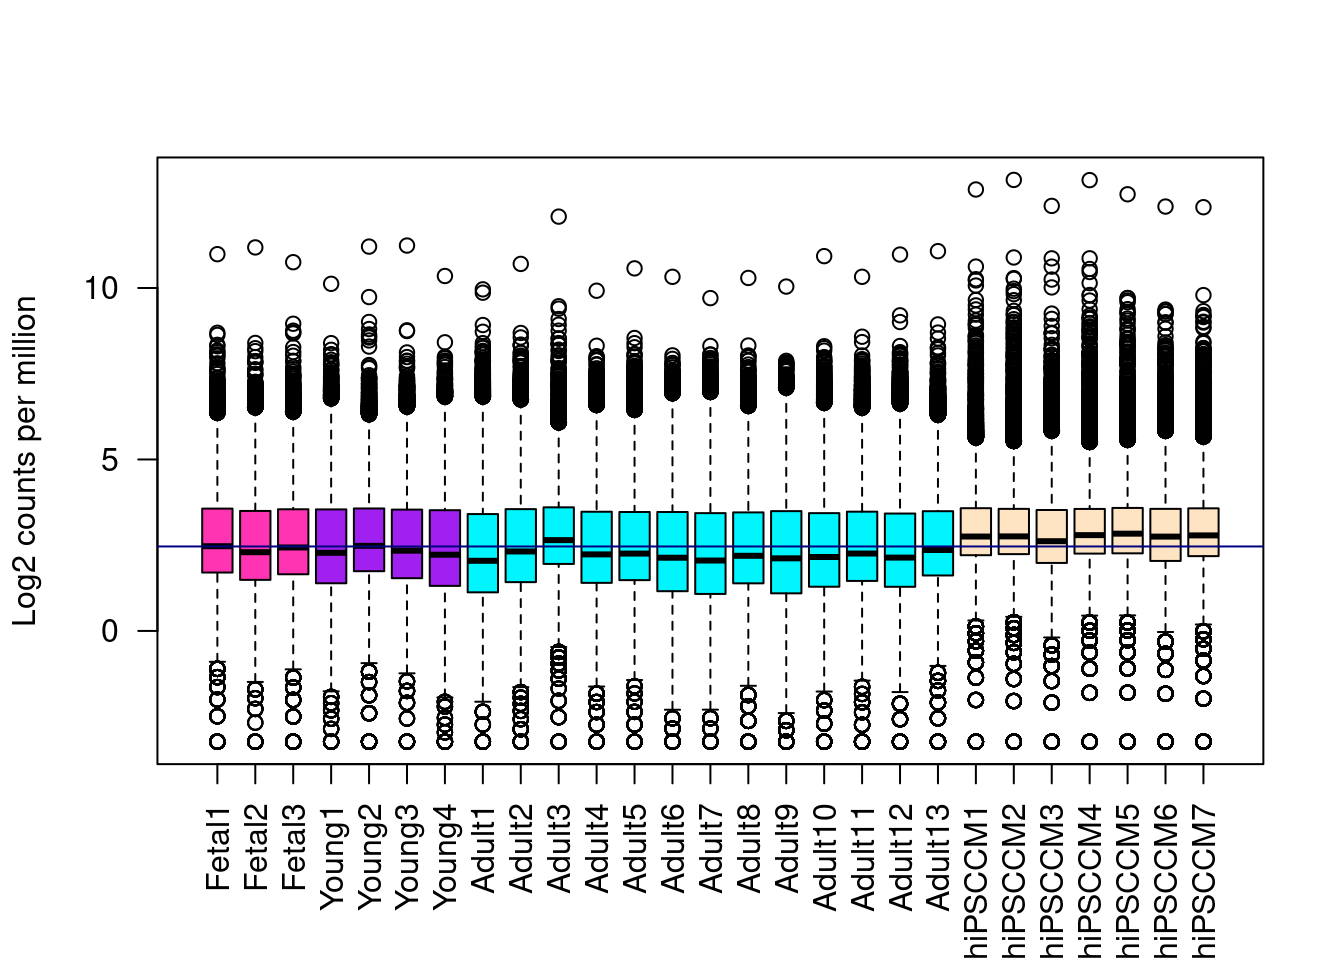 Log2 counts per million
10
5
0
Fetal1
Fetal2
Fetal3
Young1
Young2
Young3
Young4
Adult1
Adult2
Adult3
Adult4
Adult5
Adult6
Adult7
Adult8
Adult9
Adult10
Adult11
Adult12
Adult13
hiPSCCM1
hiPSCCM2
hiPSCCM3
hiPSCCM4
hiPSCCM5
hiPSCCM6
hiPSCCM7